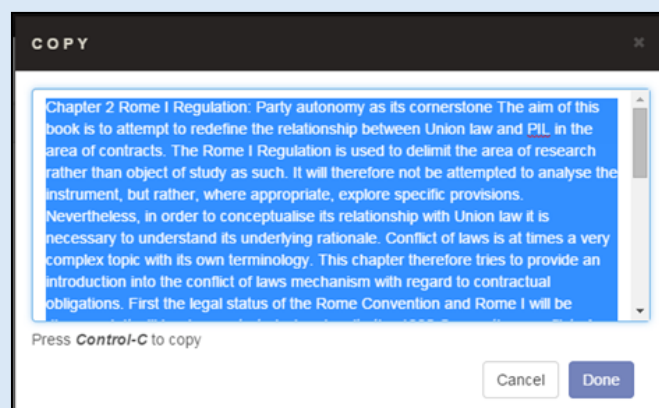 COPY ×
Chapter 2 Rome I Regulation: Party autonomy as its cornerstone The aim of this
book is to attempt to redefine the relationship between Union law and PIL in the
area of contracts. The Rome I Regulation is used to delimit the area of research
rather than object of study as such. It will therefore not be attempted to analyse the
instrument, but rather, where appropriate, explore specific provisions.
Nevertheless, in order to conceptualise its relationship with Union law it is
necessary to understand its underlying rationale. Conflict of laws is at times a very
complex topic with its own terminology. This chapter therefore tries to provide an
introduction into the conflict of laws mechanism with regard to contractual
obligations. First the legal status of the Rome Convention and Rome I will be
Press Control-C to copy
Cancel Done